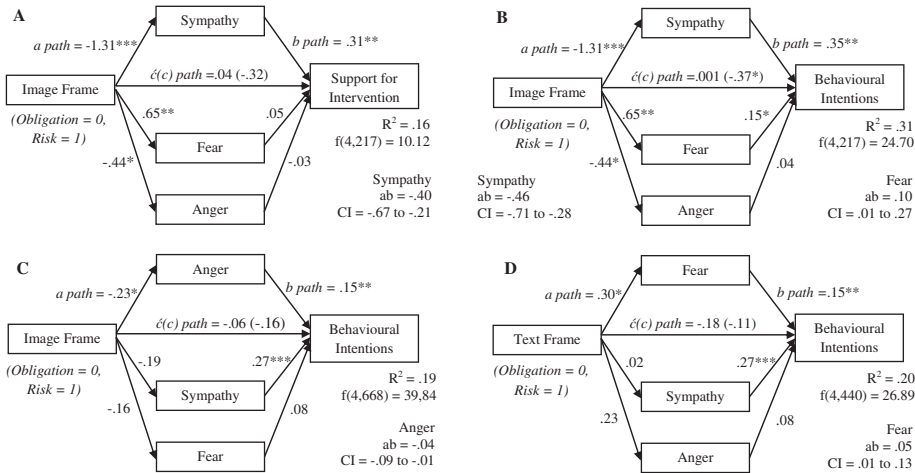 A
Sympathy
a path = -1.31***
b path = .31**
ć(c) path =.04 (-.32)
Image Frame
Support for
Intervention
(Obligation = 0,
Risk = 1)
.65**
.05
Fear
R² = .16
f(4,217) = 10.12
-.44*
-.03
Anger
Sympathy
ab = -.40
CI = -.67 to -.21
B
Sympathy
a path = -1.31***
b path = .35**
ć(c) path =.001 (-.37*)
Image Frame
Behavioural
Intentions
(Obligation = 0,
Risk = 1)
.65**
.15*
Fear
R² = .31
f(4,217) = 24.70
-.44*
.04
Anger
Sympathy
ab = -.46
CI = -.71 to -.28
Fear
ab = .10
CI = .01 to .27
C
Anger
a path = -.23*
b path = .15**
ć(c) path = -.06 (-.16)
Image Frame
Behavioural
Intentions
(Obligation = 0,
Risk = 1)
-.19
.27***
Sympathy
R² = .19
f(4,668) = 39,84
-.16
.08
Fear
Anger
ab = -.04
CI = -.09 to -.01
D
Fear
a path = .30*
b path = .15**
ć(c) path = -.18 (-.11)
Text Frame
Behavioural
Intentions
(Obligation = 0,
Risk = 1)
.02
.27***
Sympathy
R² = .20
f(4,440) = 26.89
.23
.08
Anger
Fear
ab = .05
CI = .01 to .13